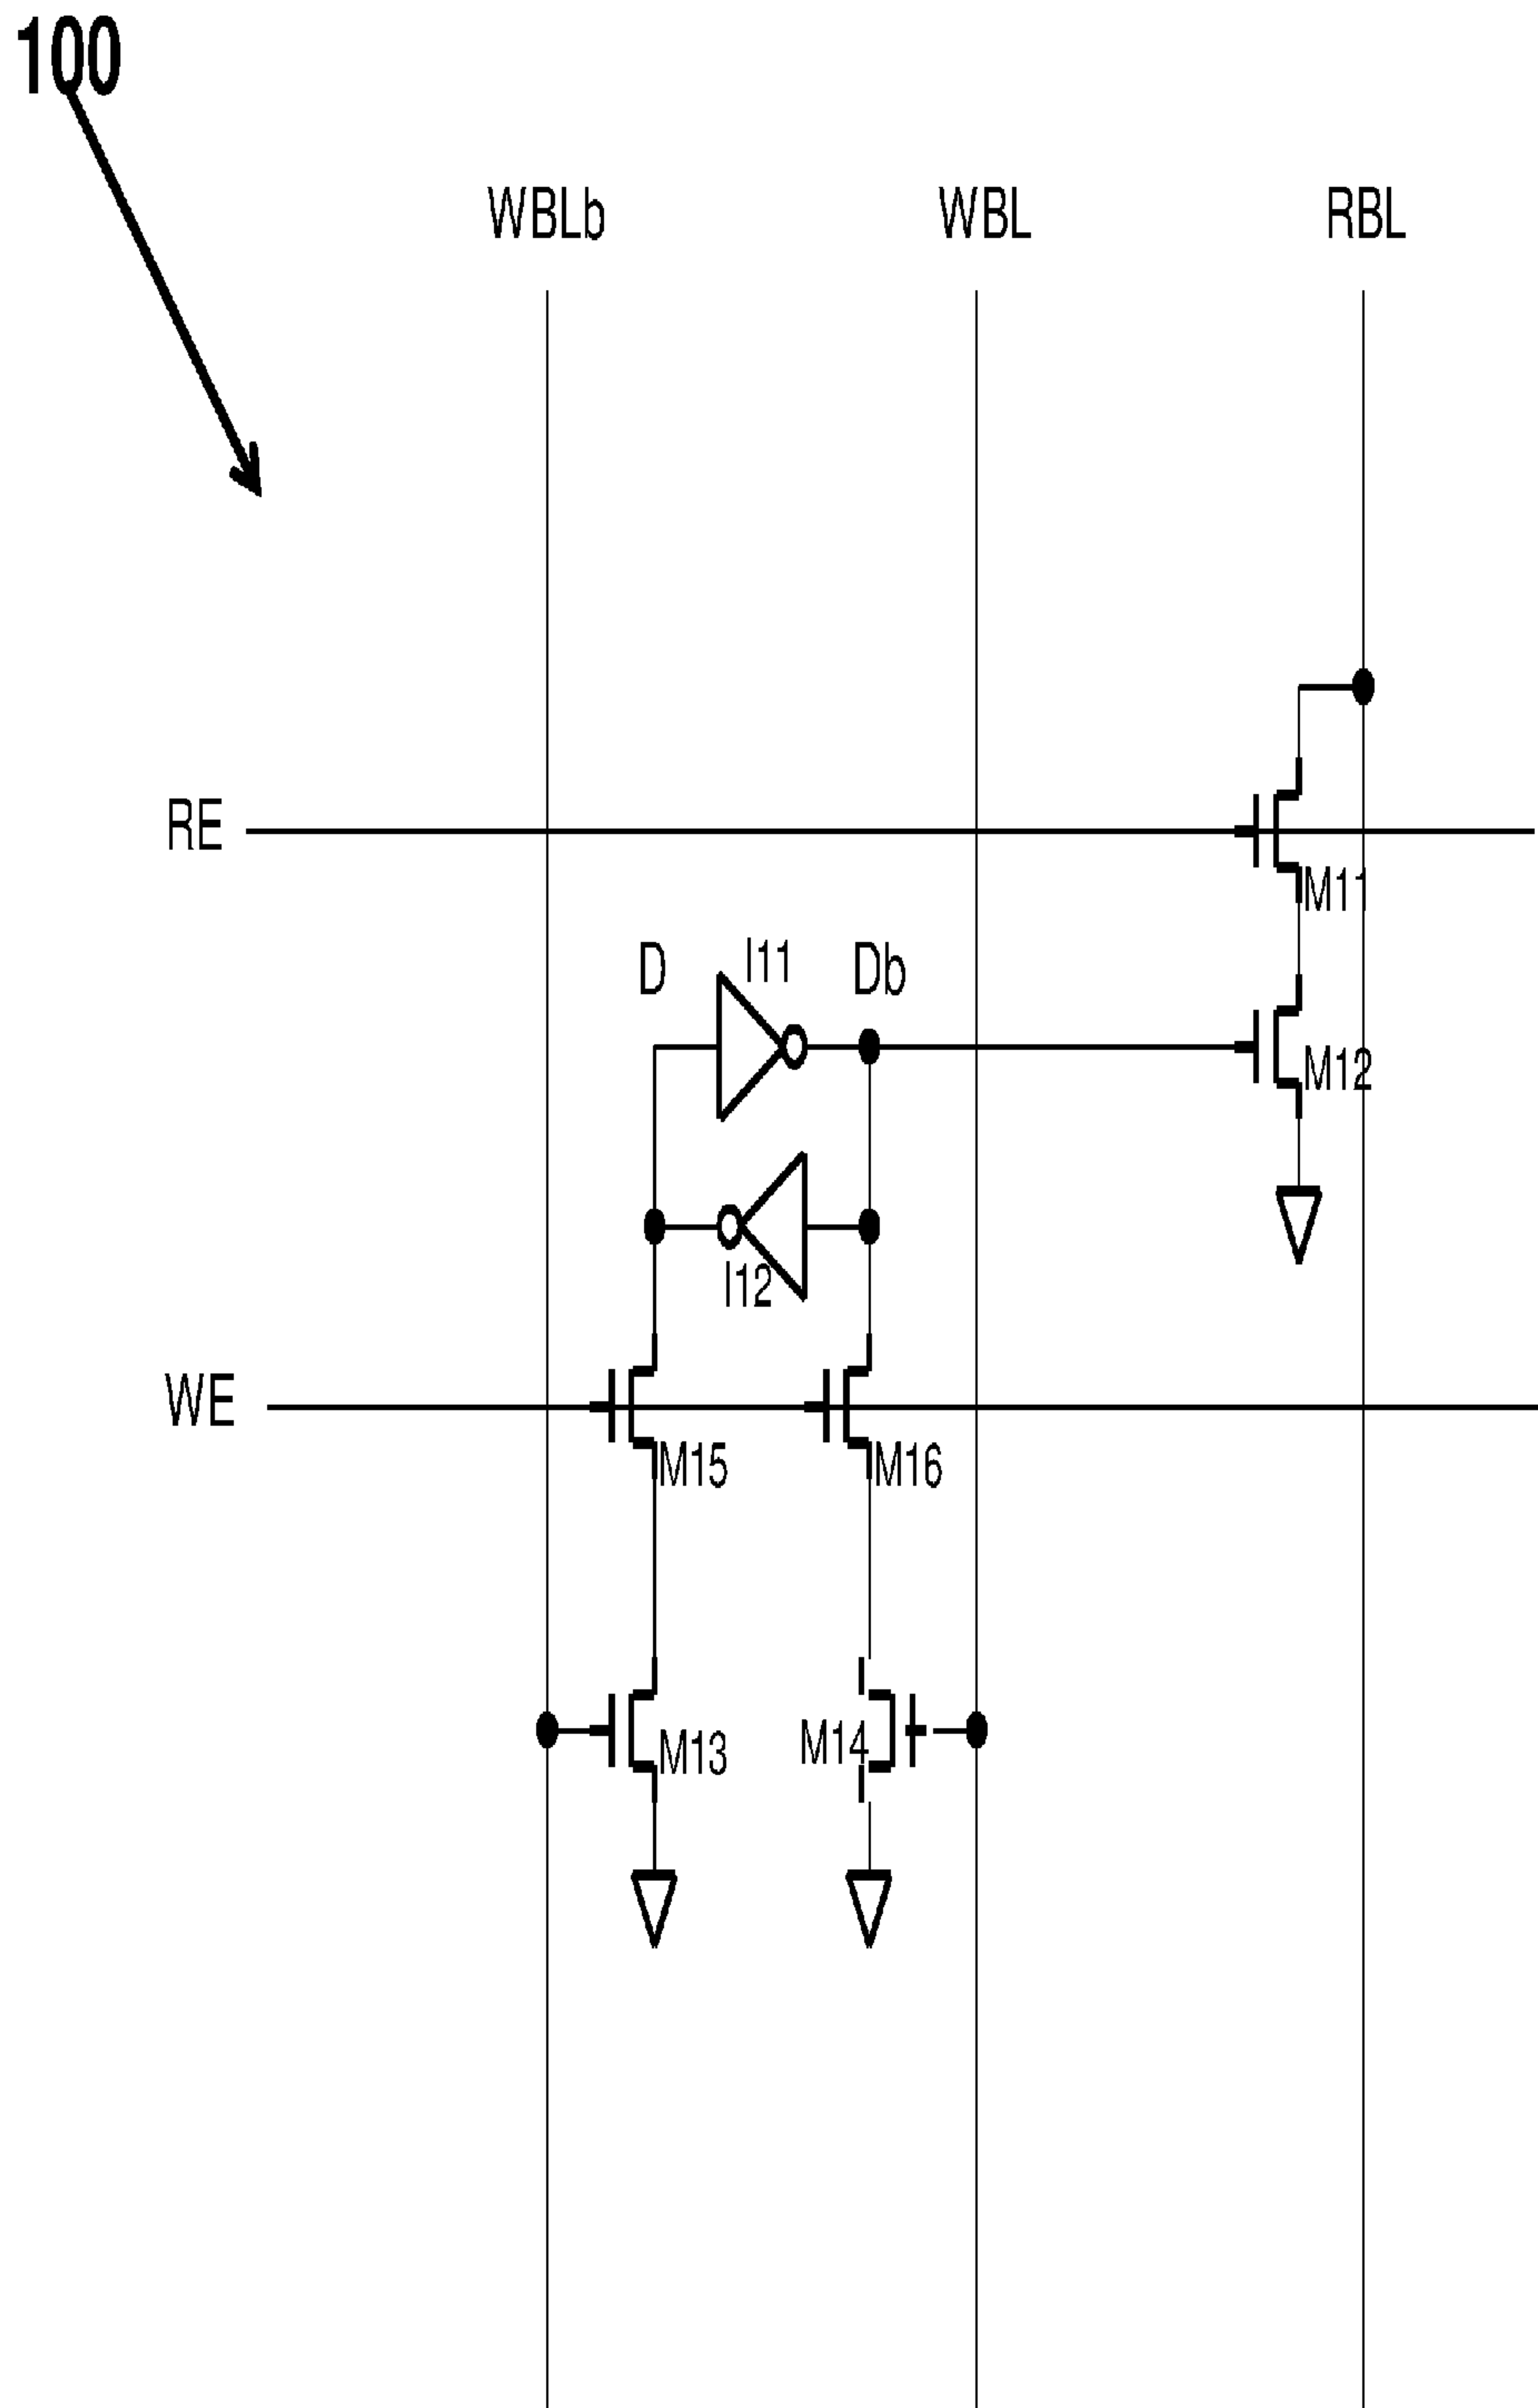 100
WBLb WBL RBL
RE
M11
D I11 Db
M12
I12
WE
M15 M16
M13 M14